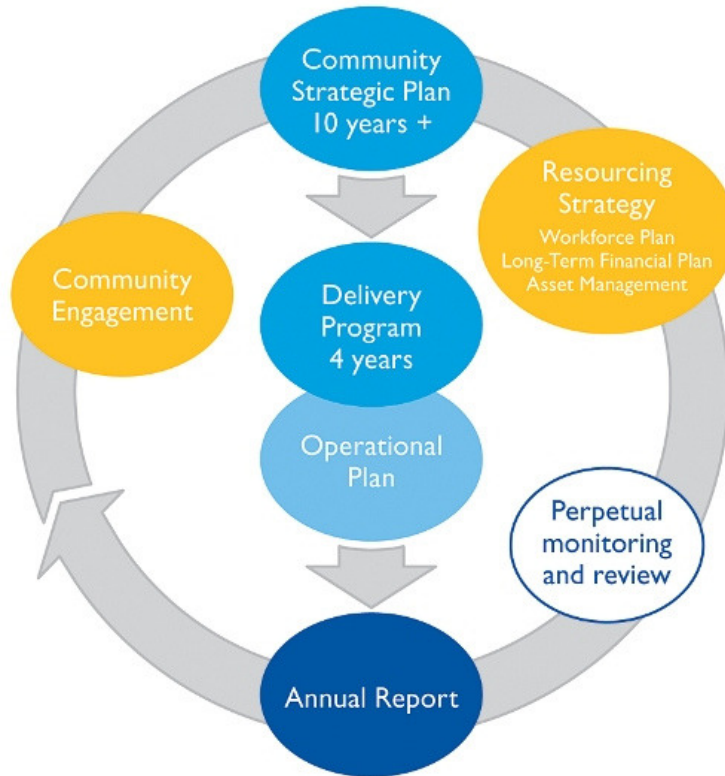 Community
Strategic Plan
10 years +
Resourcing
Strategy
Workforce Plan
Long-Term Financial Plan
Asset Management
Community
Engagement
Delivery
Program
4 years
Operational
Plan
Perpetual
monitoring
and review
Annual Report